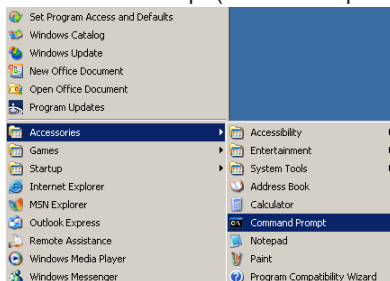 Set Program Access and Defaults
Windows Catalog
Windows Update
New Office Document
Open Office Document
Program Updates
Accessories
Games
Startup
Internet Explorer
MSN Explorer
Outlook Express
Remote Assistance
Windows Media Player
Windows Messenger
Accessibility
Entertainment
System Tools
Address Book
Calculator
Command Prompt
Notepad
Paint
Program Compatibility Wizard